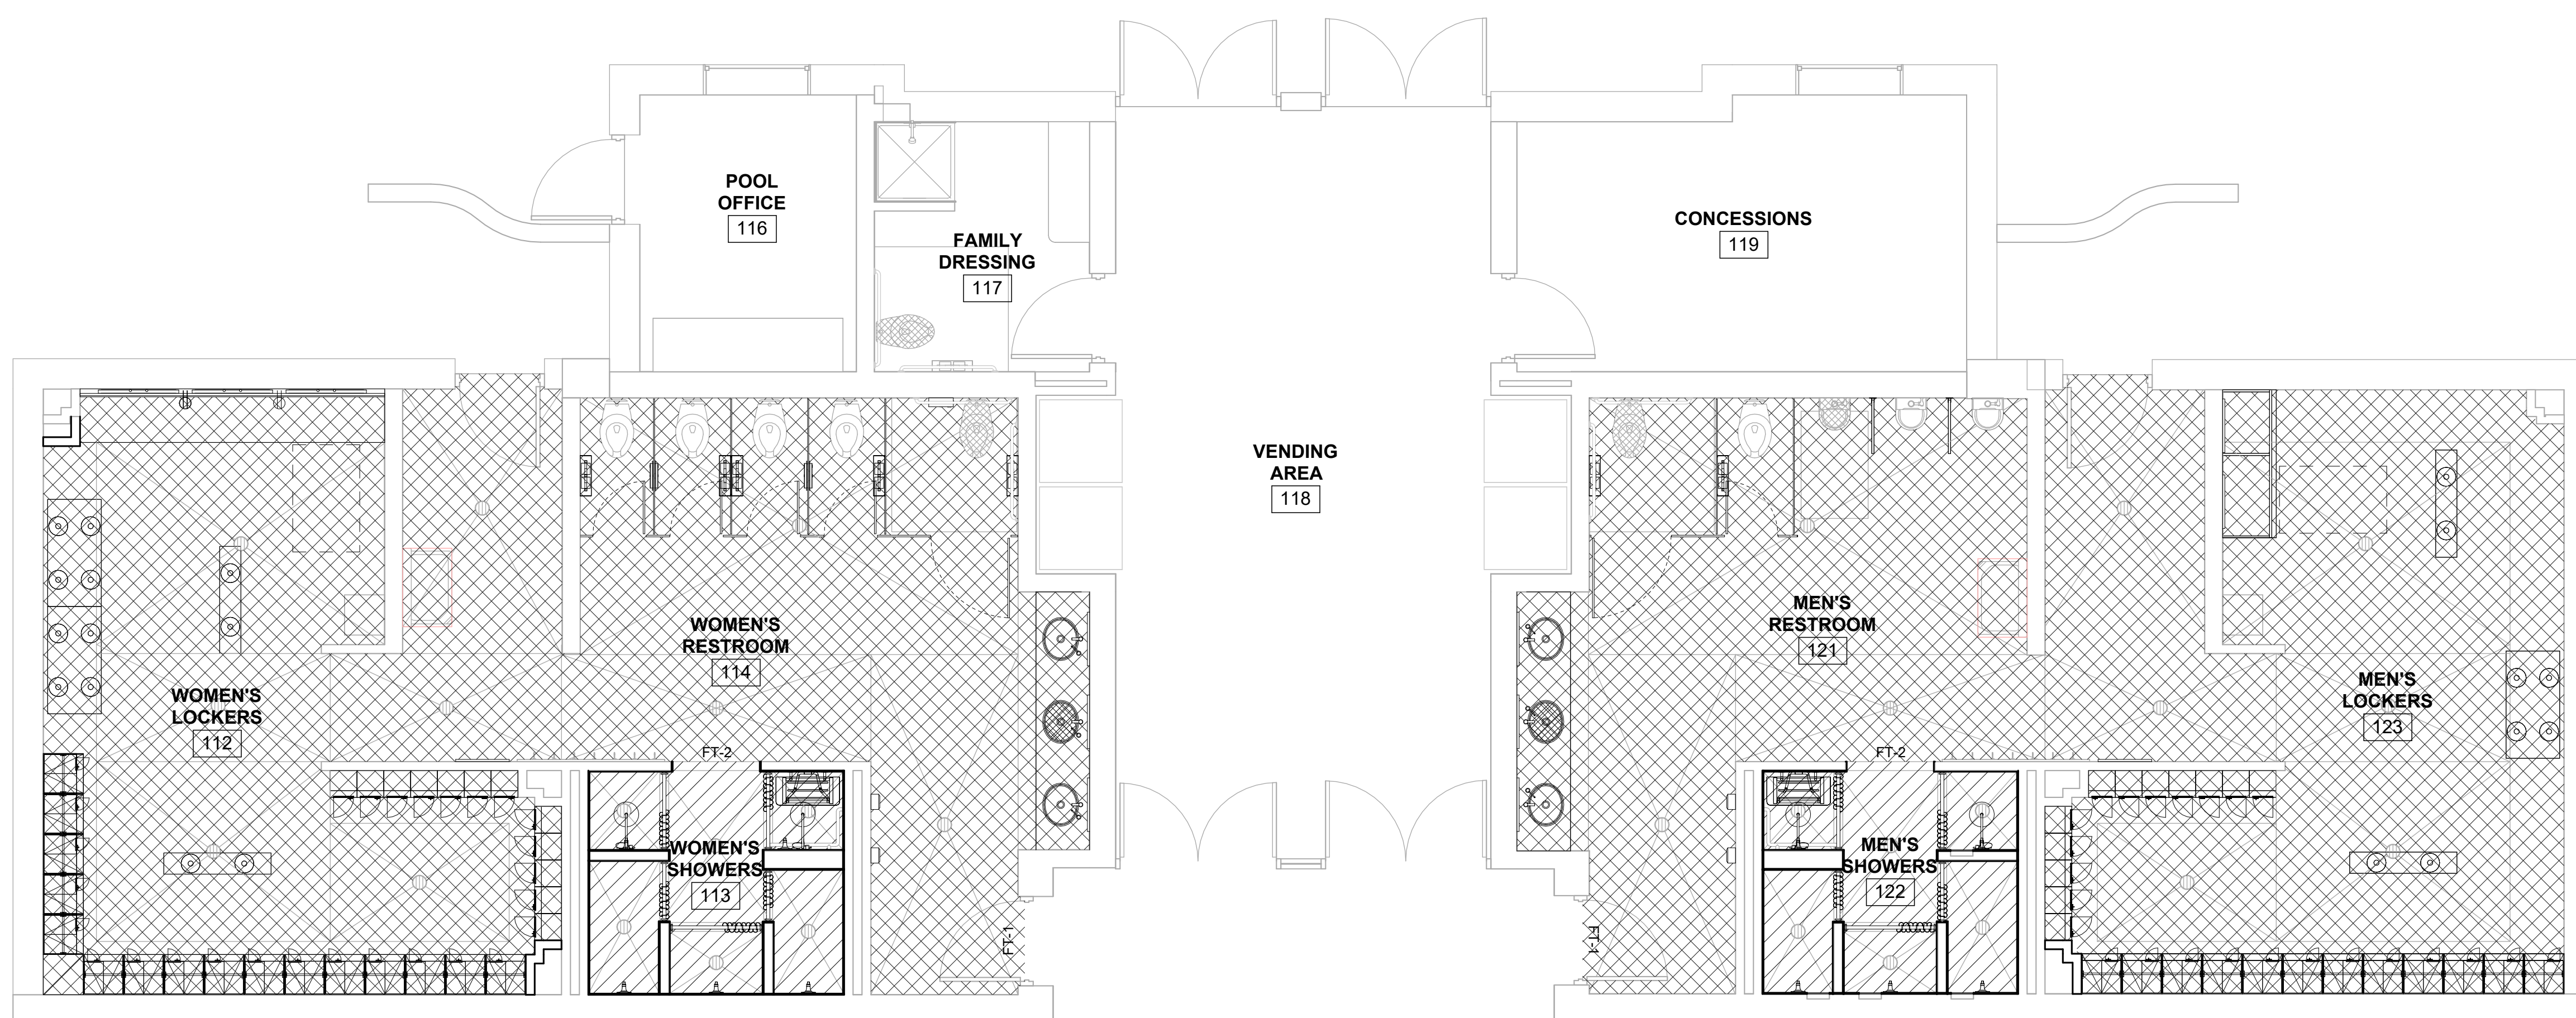 POOL
OFFICE
116
FAMILY
DRESSING
117
CONCESSIONS
119
VENDING
AREA
118
WOMEN'S
RESTROOM
114
MEN'S
RESTROOM
121
WOMEN'S
LOCKERS
112
MEN'S
LOCKERS
123
FT-2
FT-2
WOMEN'S
SHOWERS
113
MEN'S
SHOWERS
122
FT-1
FT-1